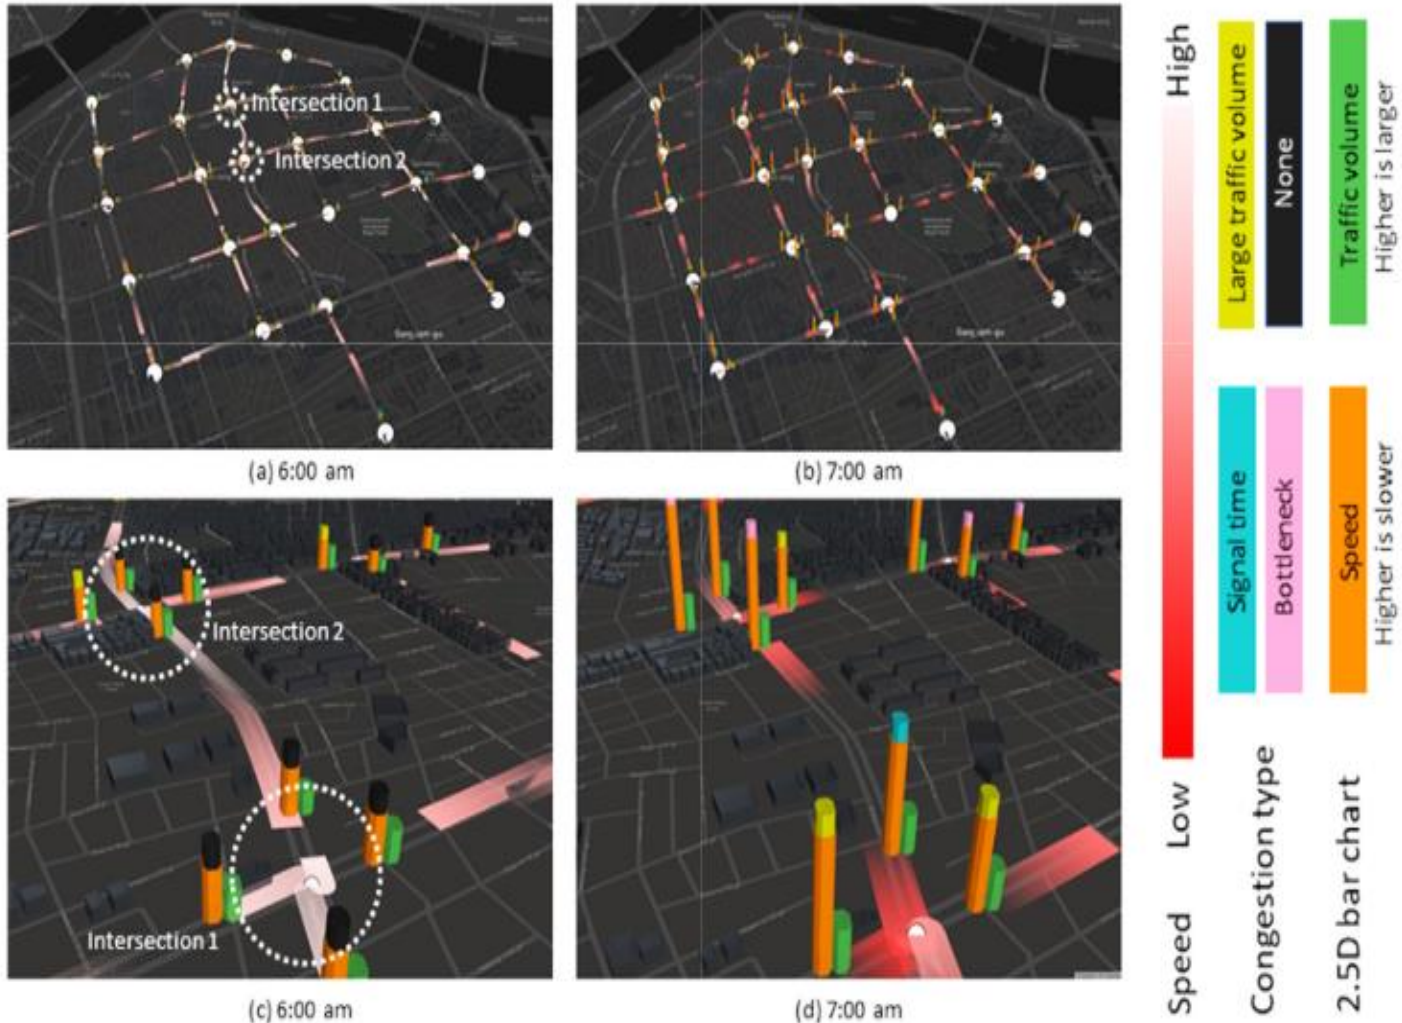 Intersection 1
Intersection 2
(a) 6:00 am
(b) 7:00 am
Intersection 2
Intersection 1
(c) 6:00 am
(d) 7:00 am
Speed Low High
Congestion type
Signal time
Large traffic volume
Bottleneck
None
2.5D bar chart
Speed
Traffic volume
Higher is slower
Higher is larger